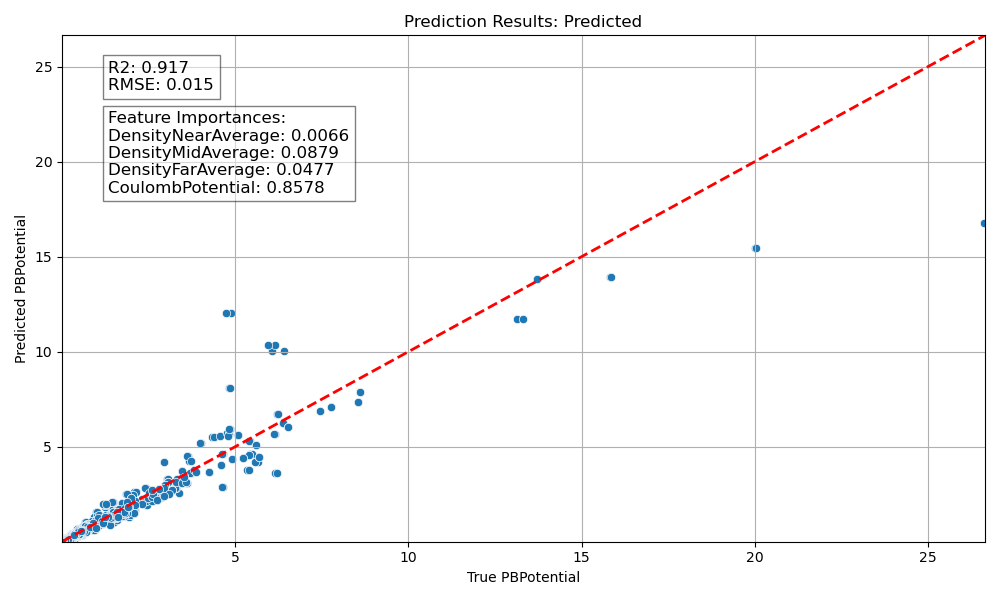 Prediction Results: Predicted
R2: 0.917
RMSE: 0.015
Feature Importances:
DensityNearAverage: 0.0066
DensityMidAverage: 0.0879
DensityFarAverage: 0.0477
CoulombPotential: 0.8578
Predicted PBPotential
25
20
15
10
5
5
10
15
20
25
True PBPotential